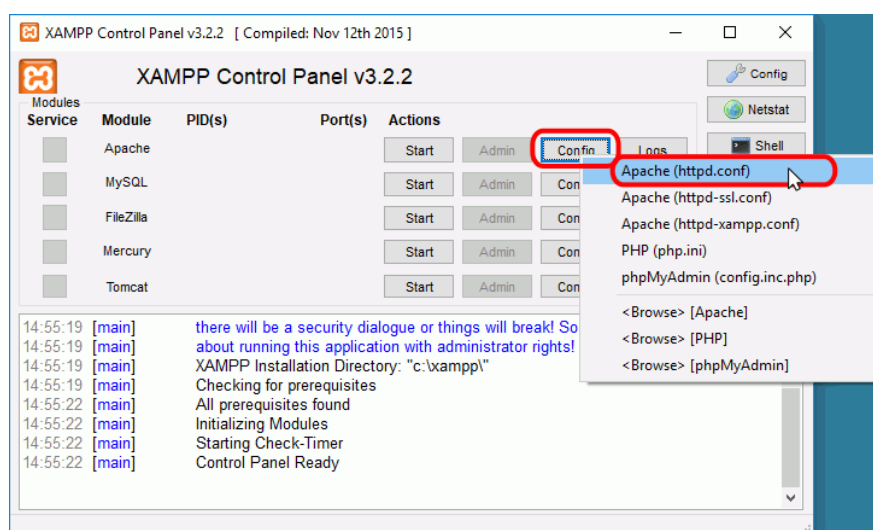 XAMPP Control Panel v3.2.2 [ Compiled: Nov 12th 2015 ]
XAMPP Control Panel v3.2.2
Config
Netstat
Shell
Modules
Service Module PID(s) Port(s) Actions
Apache Start Admin Config Logs
MySQL Start Admin Con
FileZilla Start Admin Con
Mercury Start Admin Con
Tomcat Start Admin Con
Apache (httpd.conf)
Apache (httpd-ssl.conf)
Apache (httpd-xampp.conf)
PHP (php.ini)
phpMyAdmin (config.inc.php)
<Browse> [Apache]
<Browse> [PHP]
<Browse> [phpMyAdmin]
14:55:19 [main] there will be a security dialogue or things will break! So
14:55:19 [main] about running this application with administrator rights!
14:55:19 [main] XAMPP Installation Directory: "c:\xampp\"
14:55:19 [main] Checking for prerequisites
14:55:22 [main] All prerequisites found
14:55:22 [main] Initializing Modules
14:55:22 [main] Starting Check-Timer
14:55:22 [main] Control Panel Ready